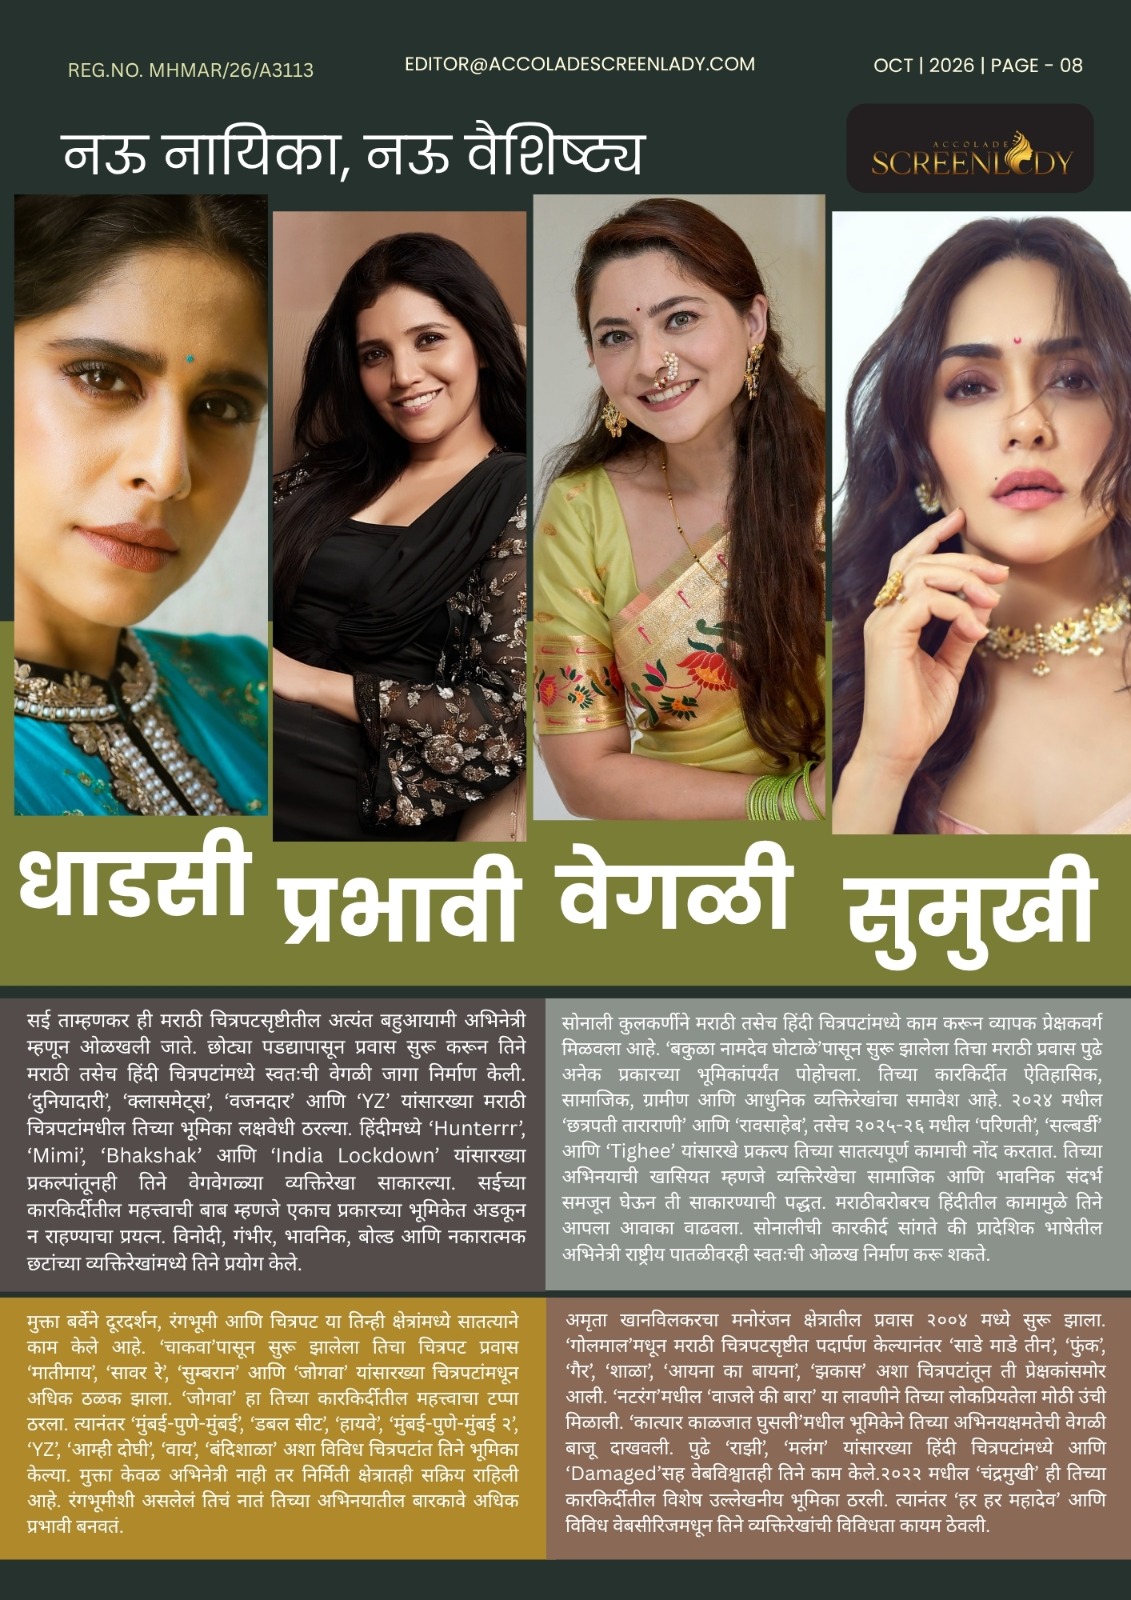 REG.NO. MHMAR/26/A3113
EDITOR@ACCOLADESCREENLADY.COM
OCT | 2026 | PAGE - 08
नऊ नायिका, नऊ वैशिष्ट्य
ACCOLADE
SCREENLADY
धाडसी
प्रभावी
वेगळी
सुमुखी
सई ताम्हणकर ही मराठी चित्रपटसृष्टीतील अत्यंत बहुआयामी अभिनेत्री
म्हणून ओळखली जाते. छोट्या पडद्यापासून प्रवास सुरू करून तिने
मराठी तसेच हिंदी चित्रपटांमध्ये स्वतःची वेगळी जागा निर्माण केली.
‘दुनियादारी’, ‘क्लासमेट्स’, ‘वजनदार’ आणि ‘YZ’ यांसारख्या मराठी
चित्रपटांमधील तिच्या भूमिका लक्षवेधी ठरल्या. हिंदीमध्ये ‘Hunterrr’,
‘Mimi’, ‘Bhakshak’ आणि ‘India Lockdown’ यांसारख्या
प्रकल्पांतूनही तिने वेगवेगळ्या व्यक्तिरेखा साकारल्या. सईच्या
कारकिर्दीतील महत्त्वाची बाब म्हणजे एकाच प्रकारच्या भूमिकेत अडकून
न राहण्याचा प्रयत्न. विनोदी, गंभीर, भावनिक, बोल्ड आणि नकारात्मक
छटांच्या व्यक्तिरेखांमध्ये तिने प्रयोग केले.
सोनाली कुलकर्णीने मराठी तसेच हिंदी चित्रपटांमध्ये काम करून व्यापक प्रेक्षकवर्ग
मिळवला आहे. ‘बकुळा नामदेव घोटाळे’पासून सुरू झालेला तिचा मराठी प्रवास पुढे
अनेक प्रकारच्या भूमिकांपर्यंत पोहोचला. तिच्या कारकिर्दीत ऐतिहासिक,
सामाजिक, ग्रामीण आणि आधुनिक व्यक्तिरेखांचा समावेश आहे. २०२४ मधील
‘छत्रपती ताराराणी’ आणि ‘रावसाहेब’, तसेच २०२५-२६ मधील ‘परिणती’, ‘सल्बर्डी’
आणि ‘Tighee’ यांसारखे प्रकल्प तिच्या सातत्यपूर्ण कामाची नोंद करतात. तिच्या
अभिनयाची खासियत म्हणजे व्यक्तिरेखेचा सामाजिक आणि भावनिक संदर्भ
समजून घेऊन ती साकारण्याची पद्धत. मराठीबरोबरच हिंदीतील कामामुळे तिने
आपला आवाका वाढवला. सोनालीची कारकीर्द सांगते की प्रादेशिक भाषेतील
अभिनेत्री राष्ट्रीय पातळीवरही स्वतःची ओळख निर्माण करू शकते.
मुक्ता बर्वेने दूरदर्शन, रंगभूमी आणि चित्रपट या तिन्ही क्षेत्रांमध्ये सातत्याने
काम केले आहे. ‘चाकवा’पासून सुरू झालेला तिचा चित्रपट प्रवास
‘मातीमाय’, ‘सावर रे’, ‘सुम्बरान’ आणि ‘जोगवा’ यांसारख्या चित्रपटांमधून
अधिक ठळक झाला. ‘जोगवा’ हा तिच्या कारकिर्दीतील महत्त्वाचा टप्पा
ठरला. त्यानंतर ‘मुंबई-पुणे-मुंबई’, ‘डबल सीट’, ‘हायवे’, ‘मुंबई-पुणे-मुंबई २’,
‘YZ’, ‘आम्ही दोघी’, ‘वाय’, ‘बंदिशाळा’ अशा विविध चित्रपटांत तिने भूमिका
केल्या. मुक्ता केवळ अभिनेत्री नाही तर निर्मिती क्षेत्रातही सक्रिय राहिली
आहे. रंगभूमीशी असलेलं तिचं नातं तिच्या अभिनयातील बारकावे अधिक
प्रभावी बनवतं.
अमृता खानविलकरचा मनोरंजन क्षेत्रातील प्रवास २००४ मध्ये सुरू झाला.
‘गोलमाल’मधून मराठी चित्रपटसृष्टीत पदार्पण केल्यानंतर ‘साडे माडे तीन’, ‘फुंक’,
‘गैर’, ‘शाळा’, ‘आयना का बायना’, ‘झकास’ अशा चित्रपटांतून ती प्रेक्षकांसमोर
आली. ‘नटरंग’मधील ‘वाजले की बारा’ या लावणीने तिच्या लोकप्रियतेला मोठी उंची
मिळाली. ‘कात्यार काळजात घुसली’मधील भूमिकेने तिच्या अभिनयक्षमतेची वेगळी
बाजू दाखवली. पुढे ‘राझी’, ‘मलंग’ यांसारख्या हिंदी चित्रपटांमध्ये आणि
‘Damaged’सह वेबविश्वातही तिने काम केले.२०२२ मधील ‘चंद्रमुखी’ ही तिच्या
कारकिर्दीतील विशेष उल्लेखनीय भूमिका ठरली. त्यानंतर ‘हर हर महादेव’ आणि
विविध वेबसीरिजमधून तिने व्यक्तिरेखांची विविधता कायम ठेवली.